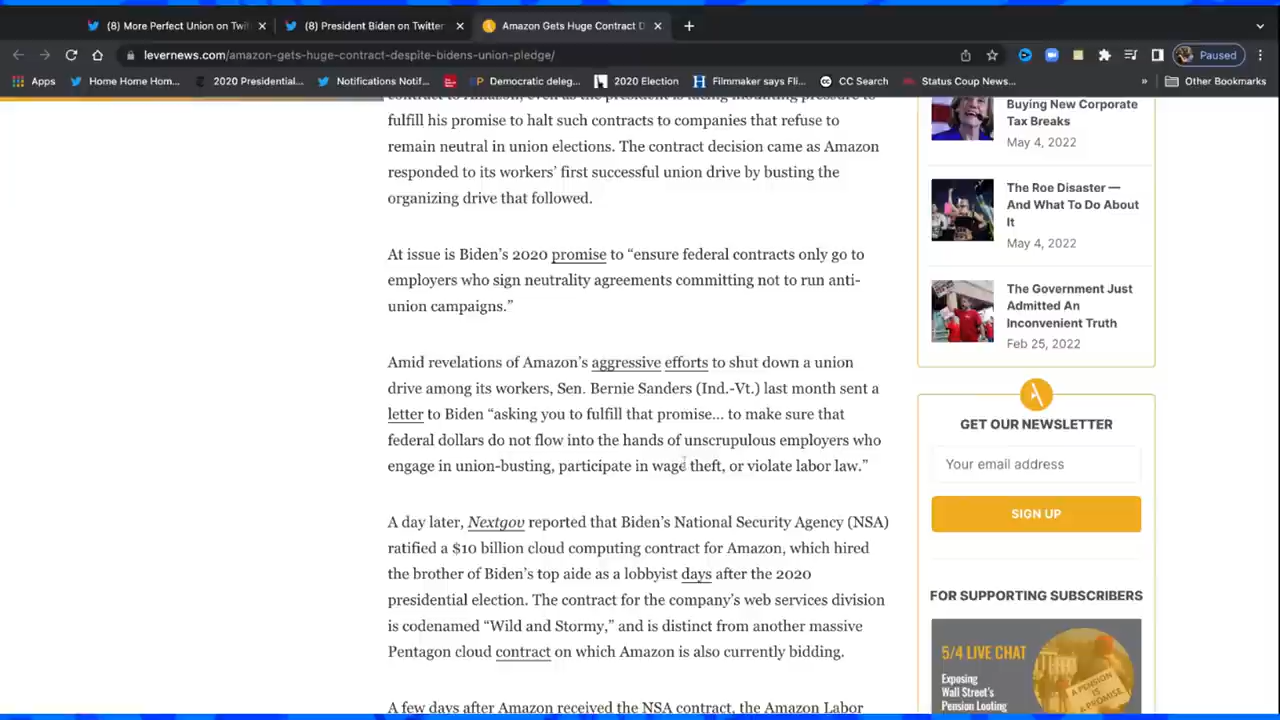 (8) More Perfect Union on Twi
(8) President Biden on Twitter
Amazon Gets Huge Contract D
levernews.com/amazon-gets-huge-contract-despite-bidens-union-pledge/
Paused
Apps
Home Home Hom...
2020 Presidential...
Notifications Notif...
Democratic deleg...
2020 Election
Filmmaker says Fli...
CC Search
Status Coup News...
»
Other Bookmarks
contract to Amazon, even as the president is facing mounting pressure to
fulfill his promise to halt such contracts to companies that refuse to
remain neutral in union elections. The contract decision came as Amazon
responded to its workers’ first successful union drive by busting the
organizing drive that followed.
At issue is Biden’s 2020 promise to “ensure federal contracts only go to
employers who sign neutrality agreements committing not to run anti-
union campaigns.”
Amid revelations of Amazon’s aggressive efforts to shut down a union
drive among its workers, Sen. Bernie Sanders (Ind.-Vt.) last month sent a
letter to Biden “asking you to fulfill that promise... to make sure that
federal dollars do not flow into the hands of unscrupulous employers who
engage in union-busting, participate in wage theft, or violate labor law.”
A day later, Nextgov reported that Biden’s National Security Agency (NSA)
ratified a $10 billion cloud computing contract for Amazon, which hired
the brother of Biden’s top aide as a lobbyist days after the 2020
presidential election. The contract for the company’s web services division
is codenamed “Wild and Stormy,” and is distinct from another massive
Pentagon cloud contract on which Amazon is also currently bidding.
A few days after Amazon received the NSA contract, the Amazon Labor
Buying New Corporate
Tax Breaks
May 4, 2022
The Roe Disaster —
And What To Do About
It
May 4, 2022
The Government Just
Admitted An
Inconvenient Truth
Feb 25, 2022
GET OUR NEWSLETTER
Your email address
SIGN UP
FOR SUPPORTING SUBSCRIBERS
5/4 LIVE CHAT
Exposing
Wall Street's
Pension Looting
A PENSION
IS A
PROMISE